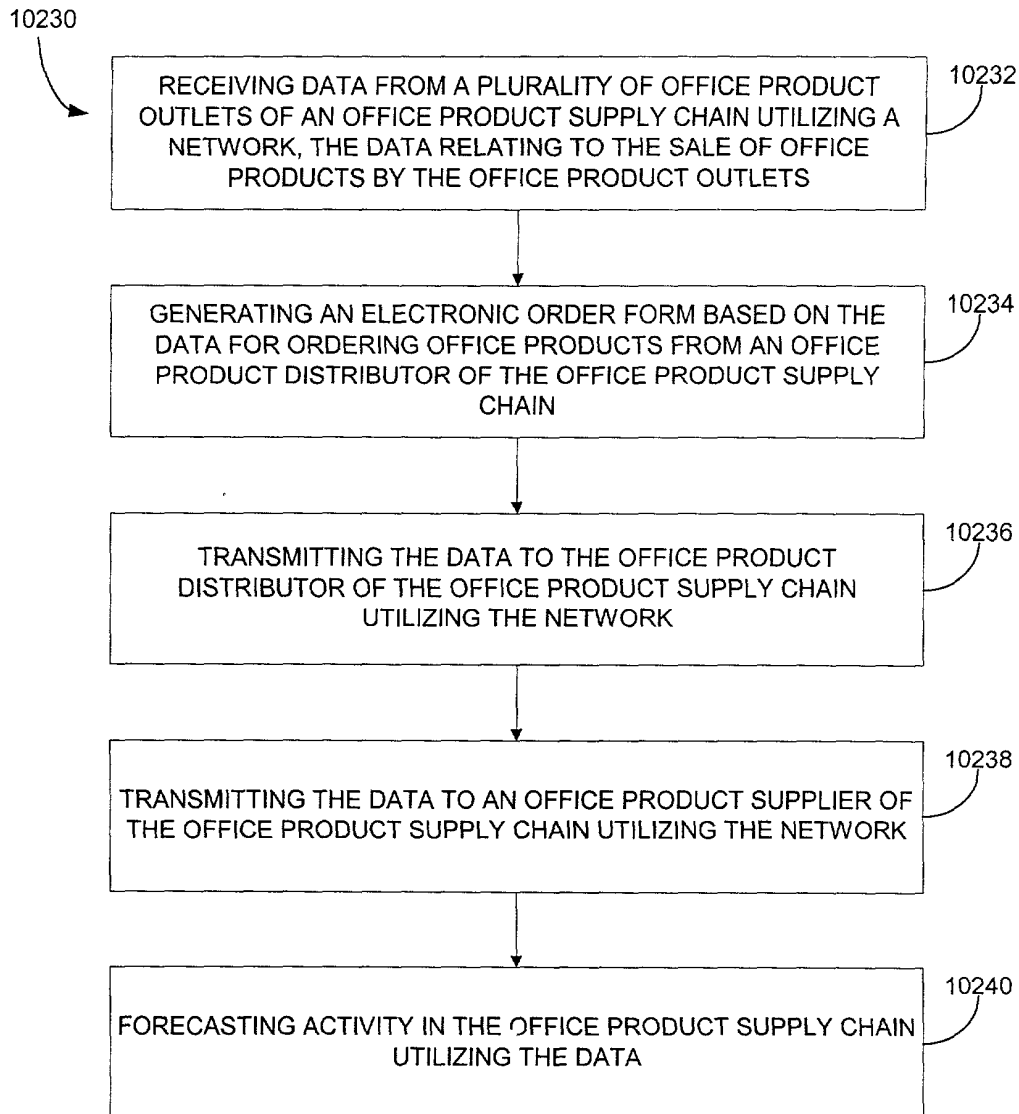 10230
10232
RECEIVING DATA FROM A PLURALITY OF OFFICE PRODUCT
OUTLETS OF AN OFFICE PRODUCT SUPPLY CHAIN UTILIZING A
NETWORK, THE DATA RELATING TO THE SALE OF OFFICE
PRODUCTS BY THE OFFICE PRODUCT OUTLETS
10234
GENERATING AN ELECTRONIC ORDER FORM BASED ON THE
DATA FOR ORDERING OFFICE PRODUCTS FROM AN OFFICE
PRODUCT DISTRIBUTOR OF THE OFFICE PRODUCT SUPPLY
CHAIN
10236
TRANSMITTING THE DATA TO THE OFFICE PRODUCT
DISTRIBUTOR OF THE OFFICE PRODUCT SUPPLY CHAIN
UTILIZING THE NETWORK
10238
TRANSMITTING THE DATA TO AN OFFICE PRODUCT SUPPLIER OF
THE OFFICE PRODUCT SUPPLY CHAIN UTILIZING THE NETWORK
10240
FORECASTING ACTIVITY IN THE OFFICE PRODUCT SUPPLY CHAIN
UTILIZING THE DATA